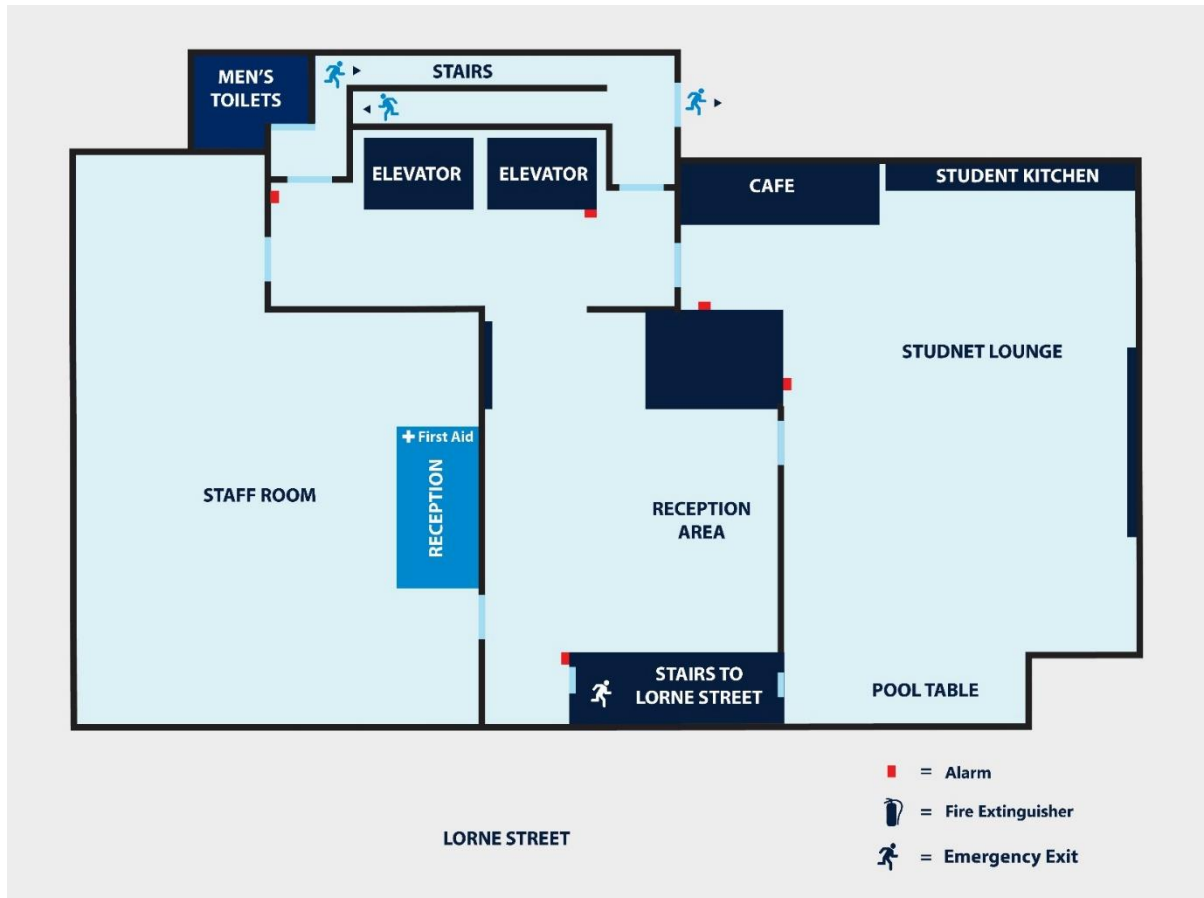 MEN'S
TOILETS
STAIRS
ELEVATOR
ELEVATOR
CAFE
STUDENT KITCHEN
STUDNET LOUNGE
First Aid
RECEPTION
STAFF ROOM
RECEPTION
AREA
STAIRS TO
LORNE STREET
POOL TABLE
= Alarm
= Fire Extinguisher
= Emergency Exit
LORNE STREET